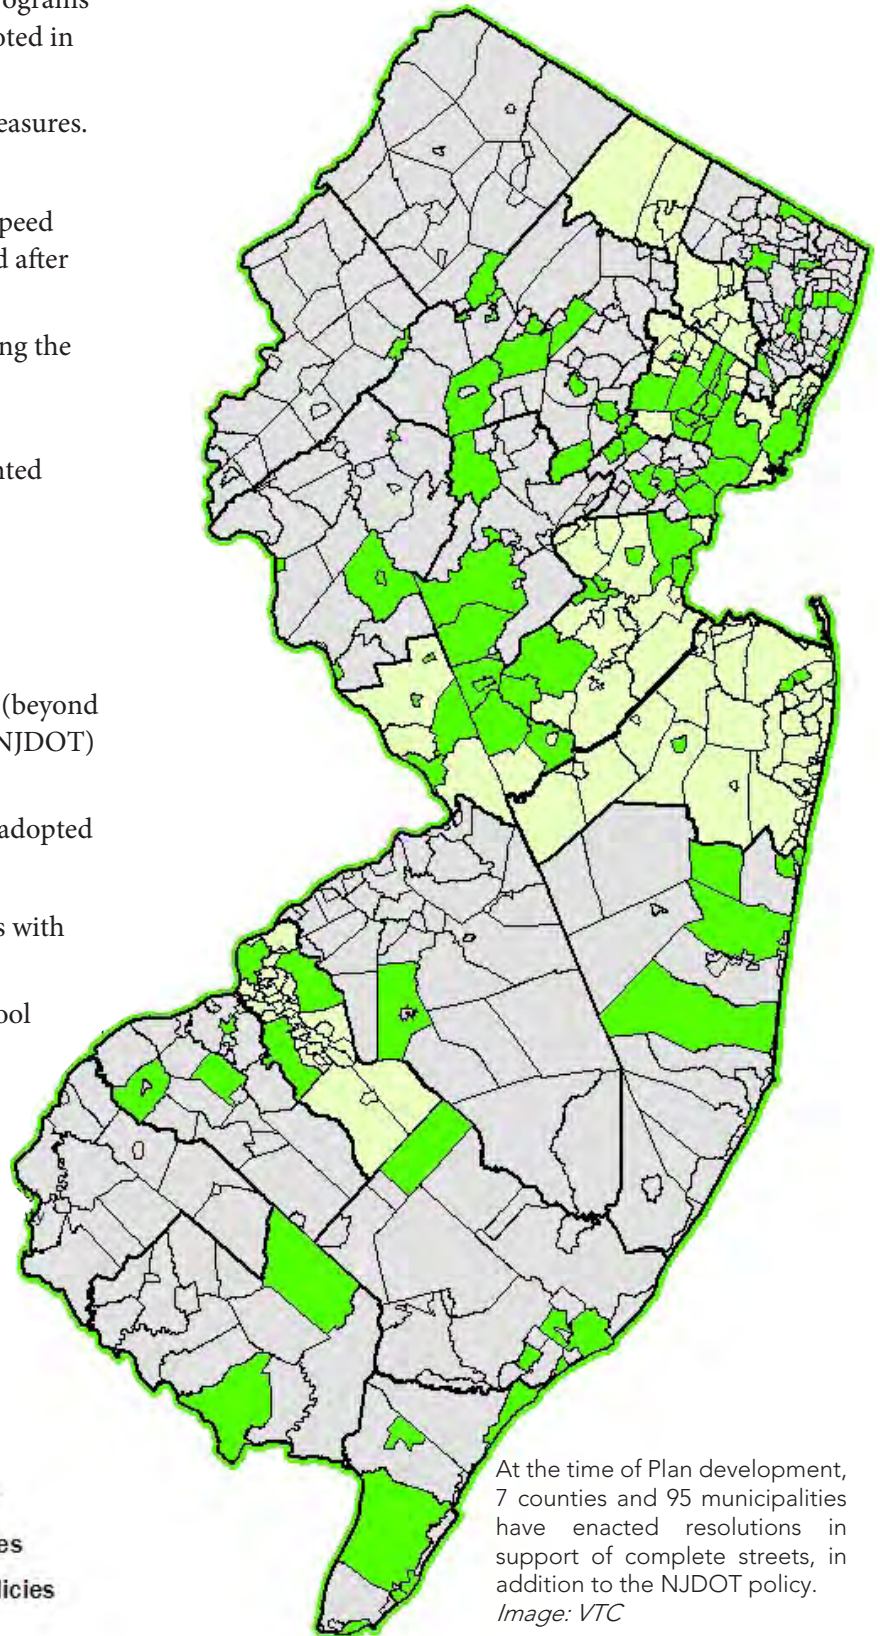 ograms
oted in
easures.
peed
d after
ng the
nted
(beyond
NJDOT)
adopted
s with
ool
es
licies
At the time of Plan development,
7 counties and 95 municipalities
have enacted resolutions in
support of complete streets, in
addition to the NJDOT policy.
Image: VTC